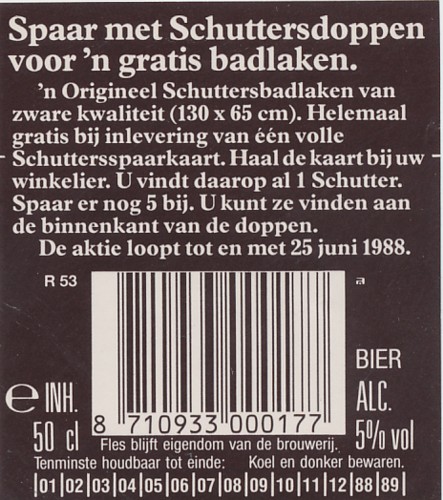 Spaar met Schuttersdoppen
voor 'n gratis badlaken.
'n Origineel Schuttersbadlaken van
zware kwaliteit (130 x 65 cm). Helemaal
gratis bij inlevering van één volle
Schuttersspaarkaart. Haal de kaart bij uw
winkelier. U vindt daarop al 1 Schutter.
Spaar er nog 5 bij. U kunt ze vinden aan
de binnenkant van de doppen.
De aktie loopt tot en met 25 juni 1988.
R 53
BIER
e INH. ALC.
50 cl 5% vol
8 710933 000177
Fles blijft eigendom van de brouwerij.
Tenminste houdbaar tot einde: Koel en donker bewaren.
|01|02|03|04|05|06|07|08|09|10|11|12|88|89|